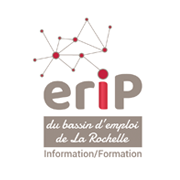 eriP
du bassin d'emploi
de La Rochelle
Information/Formation